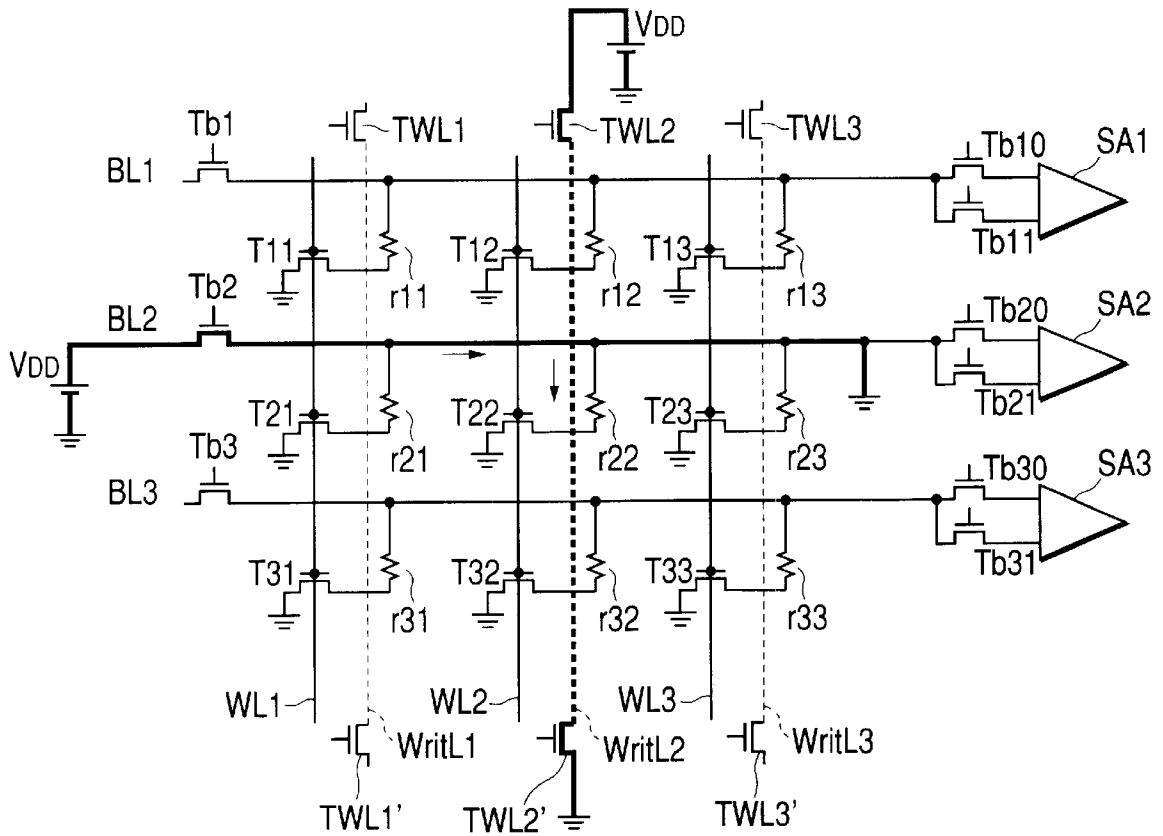 VDD
TWL1
TWL2
TWL3
Tb1
BL1
Tb10
SA1
Tb11
T11
r11
T12
r12
T13
r13
Tb2
BL2
VDD
Tb20
SA2
Tb21
T21
r21
T22
r22
T23
r23
Tb3
BL3
Tb30
SA3
Tb31
T31
r31
T32
r32
T33
r33
WL1
WL2
WL3
WritL1
WritL2
WritL3
TWL1'
TWL2'
TWL3'